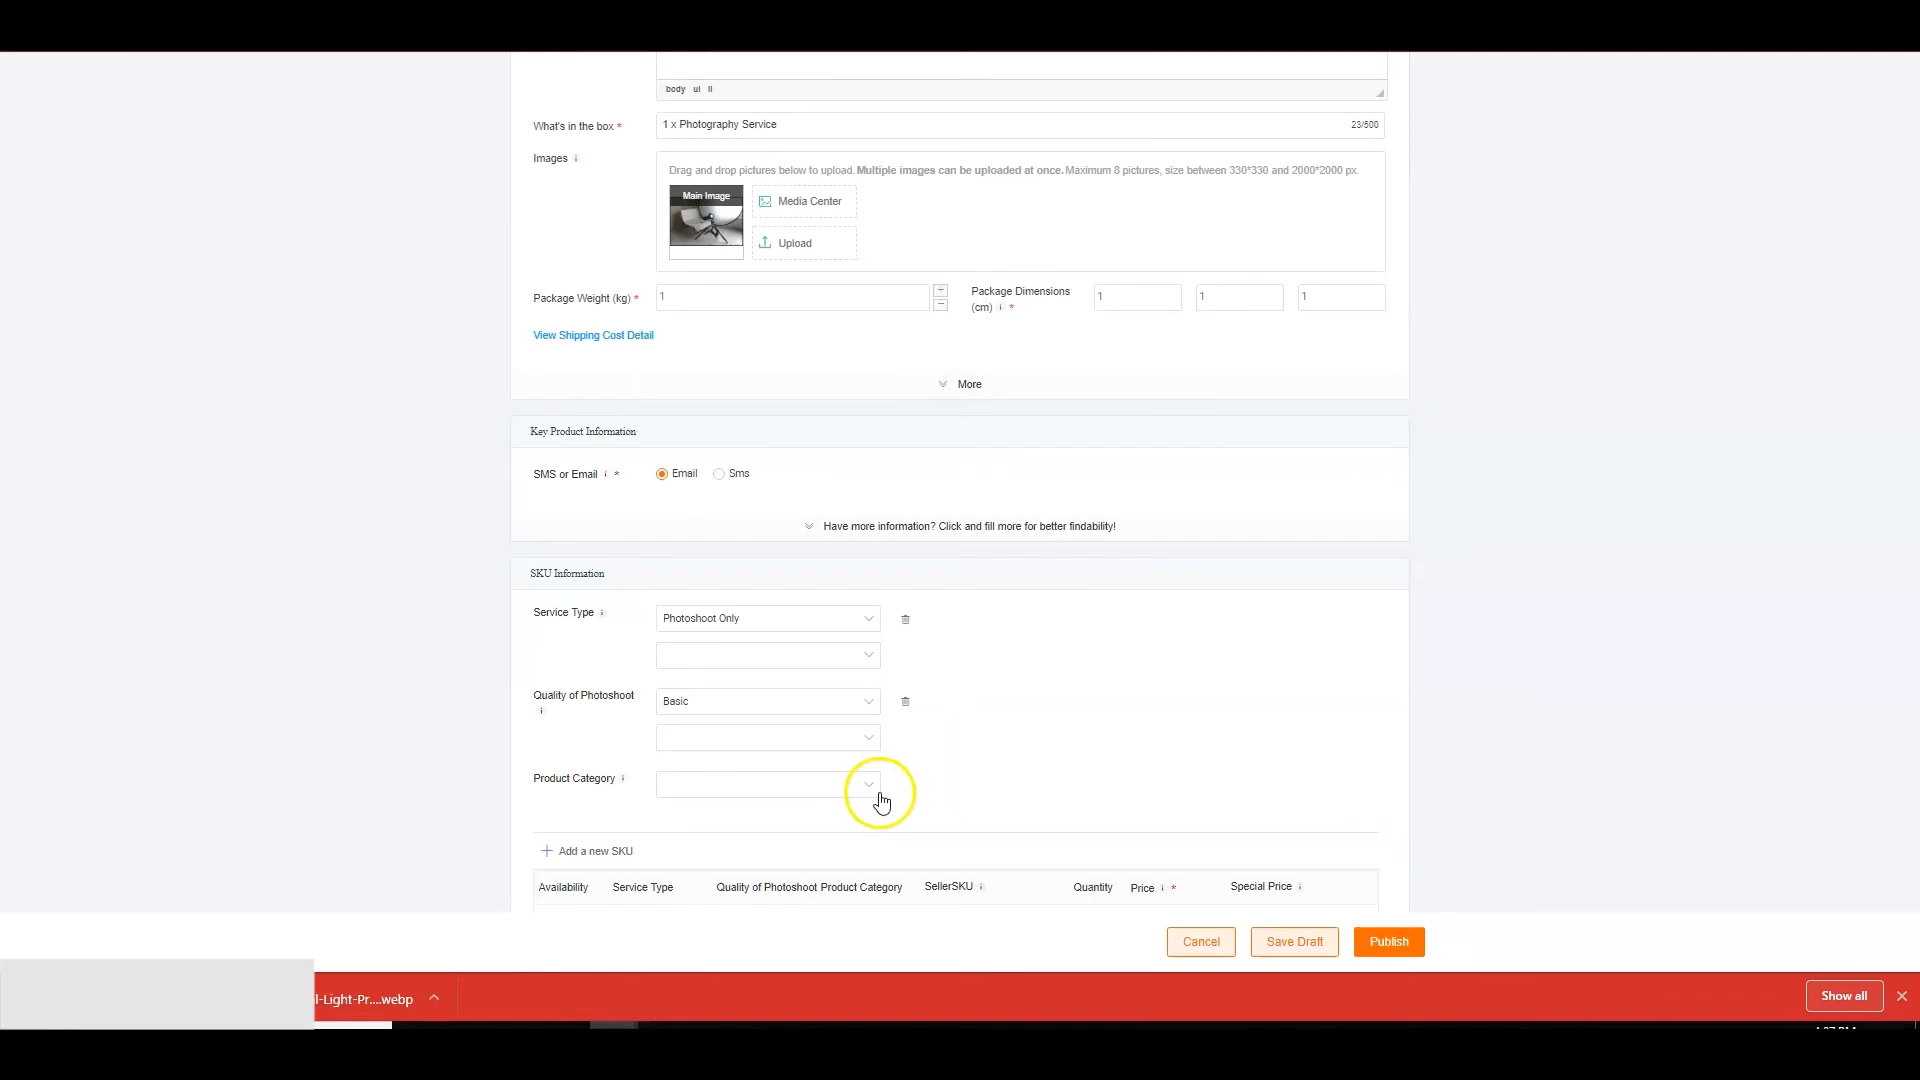 body ul li
What's in the box *
1 x Photography Service
23/500
Images
Drag and drop pictures below to upload. Multiple images can be uploaded at once. Maximum 8 pictures, size between 330*330 and 2000*2000 px.
Main Image
Media Center
Upload
Package Weight (kg) *
1
Package Dimensions
(cm) *
1
1
1
View Shipping Cost Detail
More
Key Product Information
SMS or Email *
Email
Sms
Have more information? Click and fill more for better findability!
SKU Information
Service Type
Photoshoot Only
Quality of Photoshoot
Basic
Product Category
Add a new SKU
Availability Service Type Quality of Photoshoot Product Category SellerSKU Quantity Price * Special Price
Cancel
Save Draft
Publish
l-Light-Pr....webp
Show all